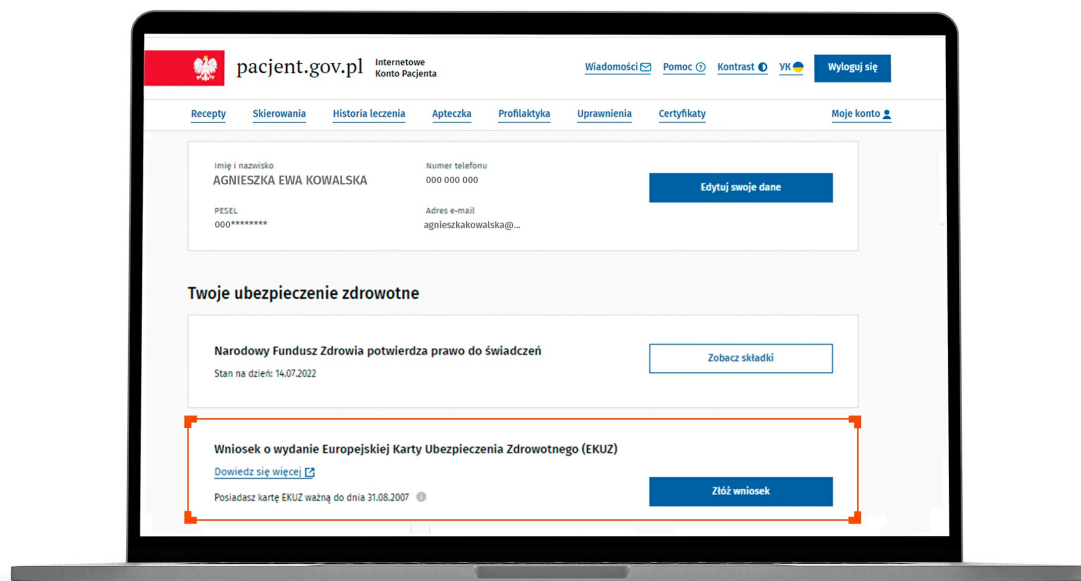 pacjent.gov.pl
Internetowe
Konto Pacjenta
Wiadomości Pomoc Kontrast УК Wyloguj się
Recepty Skierowania Historia leczenia Apteczka Profilaktyka Uprawnienia Certyfikaty Moje konto
Imię i nazwisko Numer telefonu
AGNIESZKA EWA KOWALSKA 000 000 000
Edytuj swoje dane
PESEL Adres e-mail
000******** agnieszkakowalska@...
Twoje ubezpieczenie zdrowotne
Narodowy Fundusz Zdrowia potwierdza prawo do świadczeń
Zobacz składki
Stan na dzień: 14.07.2022
Wniosek o wydanie Europejskiej Karty Ubezpieczenia Zdrowotnego (EKUZ)
Dowiedz się więcej
Posiadasz kartę EKUZ ważną do dnia 31.08.2007
Złóż wniosek